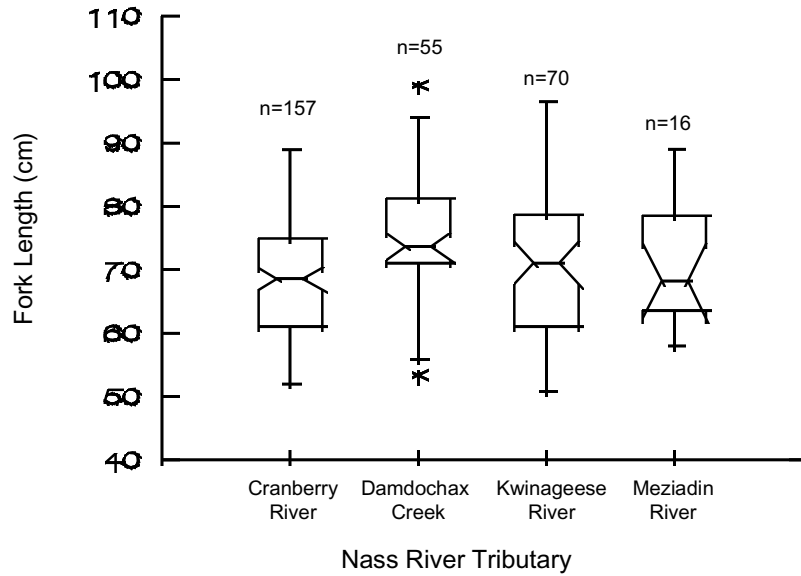 110
100
90
80
70
60
50
40
Fork Length (cm)
n=157
n=55
n=70
n=16
Cranberry
River
Damdochax
Creek
Kwinageese
River
Meziadin
River
Nass River Tributary